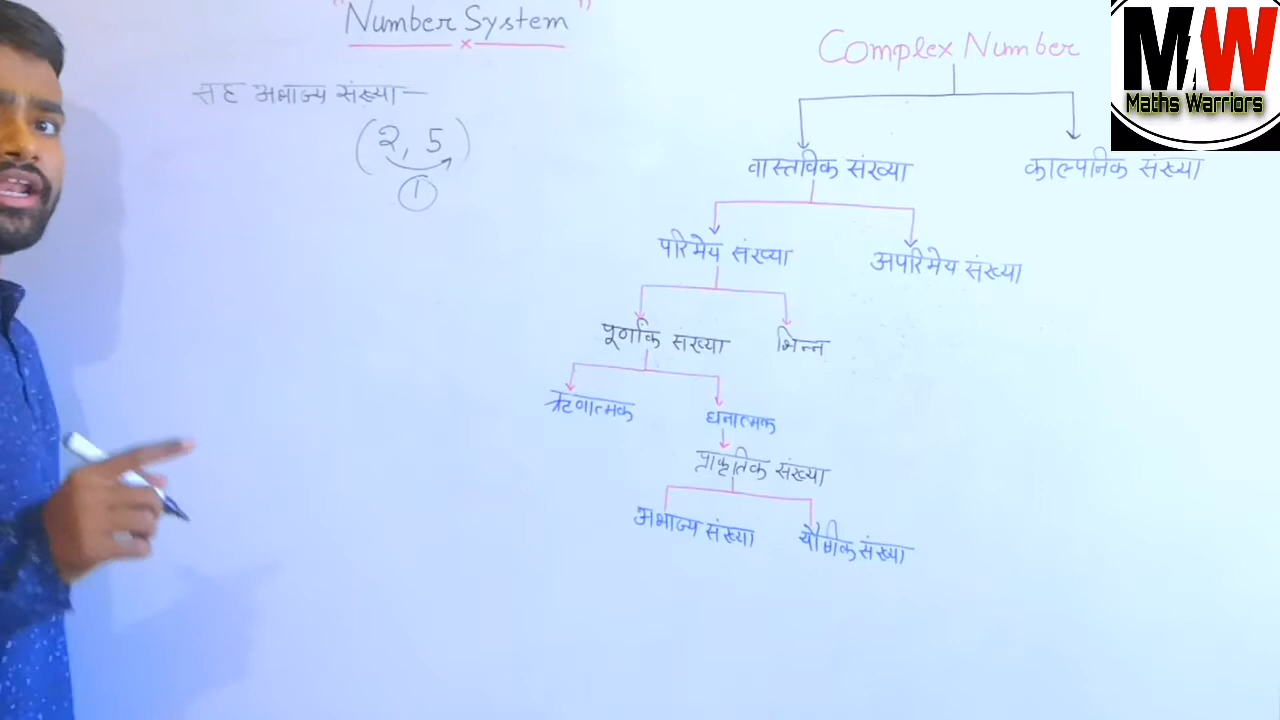 "Number System"
x
सह अभाज्य संख्या —
(2, 5)
1
Complex Number
वास्तविक संख्या
काल्पनिक संख्या
परिमेय संख्या
अपरिमेय संख्या
पूर्णांक संख्या
भिन्न
ऋणात्मक
धनात्मक
प्राकृतिक संख्या
अभाज्य संख्या
यौगिक संख्या
MW
Maths Warriors